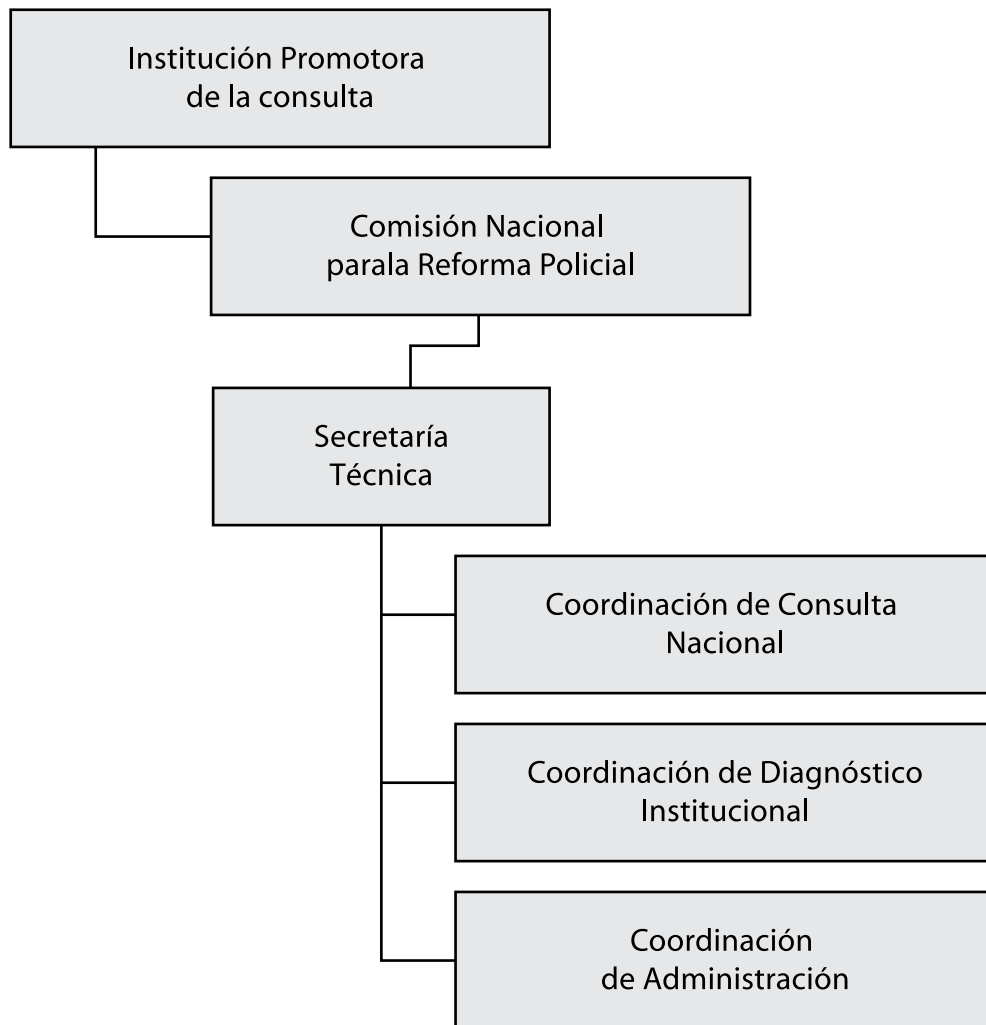 Institución Promotora
de la consulta
Comisión Nacional
parala Reforma Policial
Secretaría
Técnica
Coordinación de Consulta
Nacional
Coordinación de Diagnóstico
Institucional
Coordinación
de Administración